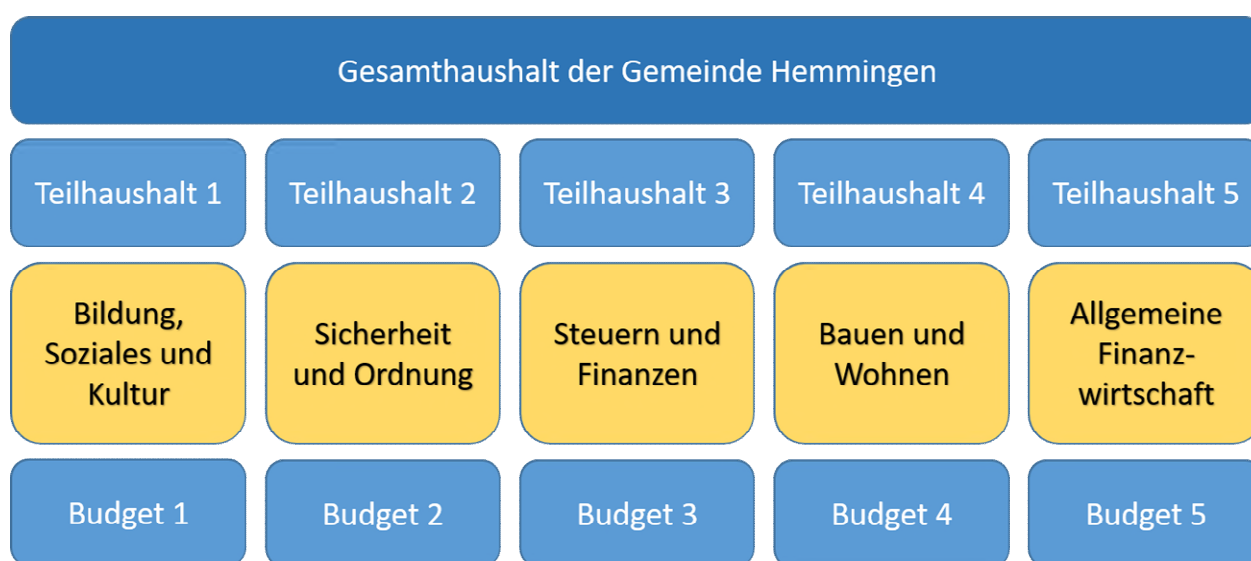 Gesamthaushalt der Gemeinde Hemmingen
Teilhaushalt 1
Teilhaushalt 2
Teilhaushalt 3
Teilhaushalt 4
Teilhaushalt 5
Bildung,
Soziales und
Kultur
Sicherheit
und Ordnung
Steuern und
Finanzen
Bauen und
Wohnen
Allgemeine
Finanz-
wirtschaft
Budget 1
Budget 2
Budget 3
Budget 4
Budget 5